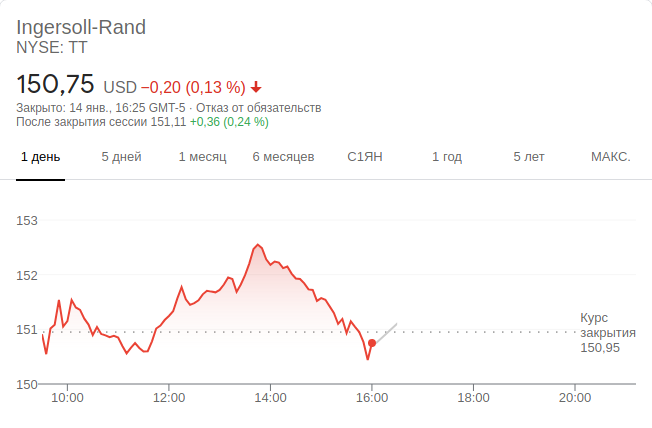 Ingersoll-Rand
NYSE: TT
150,75 USD −0,20 (0,13 %)
Закрыто: 14 янв., 16:25 GMT-5 · Отказ от обязательств
После закрытия сессии 151,11 +0,36 (0,24 %)
1 день 5 дней 1 месяц 6 месяцев С1ЯН 1 год 5 лет МАКС.
153
152
151
150
Курс
закрытия
150,95
10:00 12:00 14:00 16:00 18:00 20:00